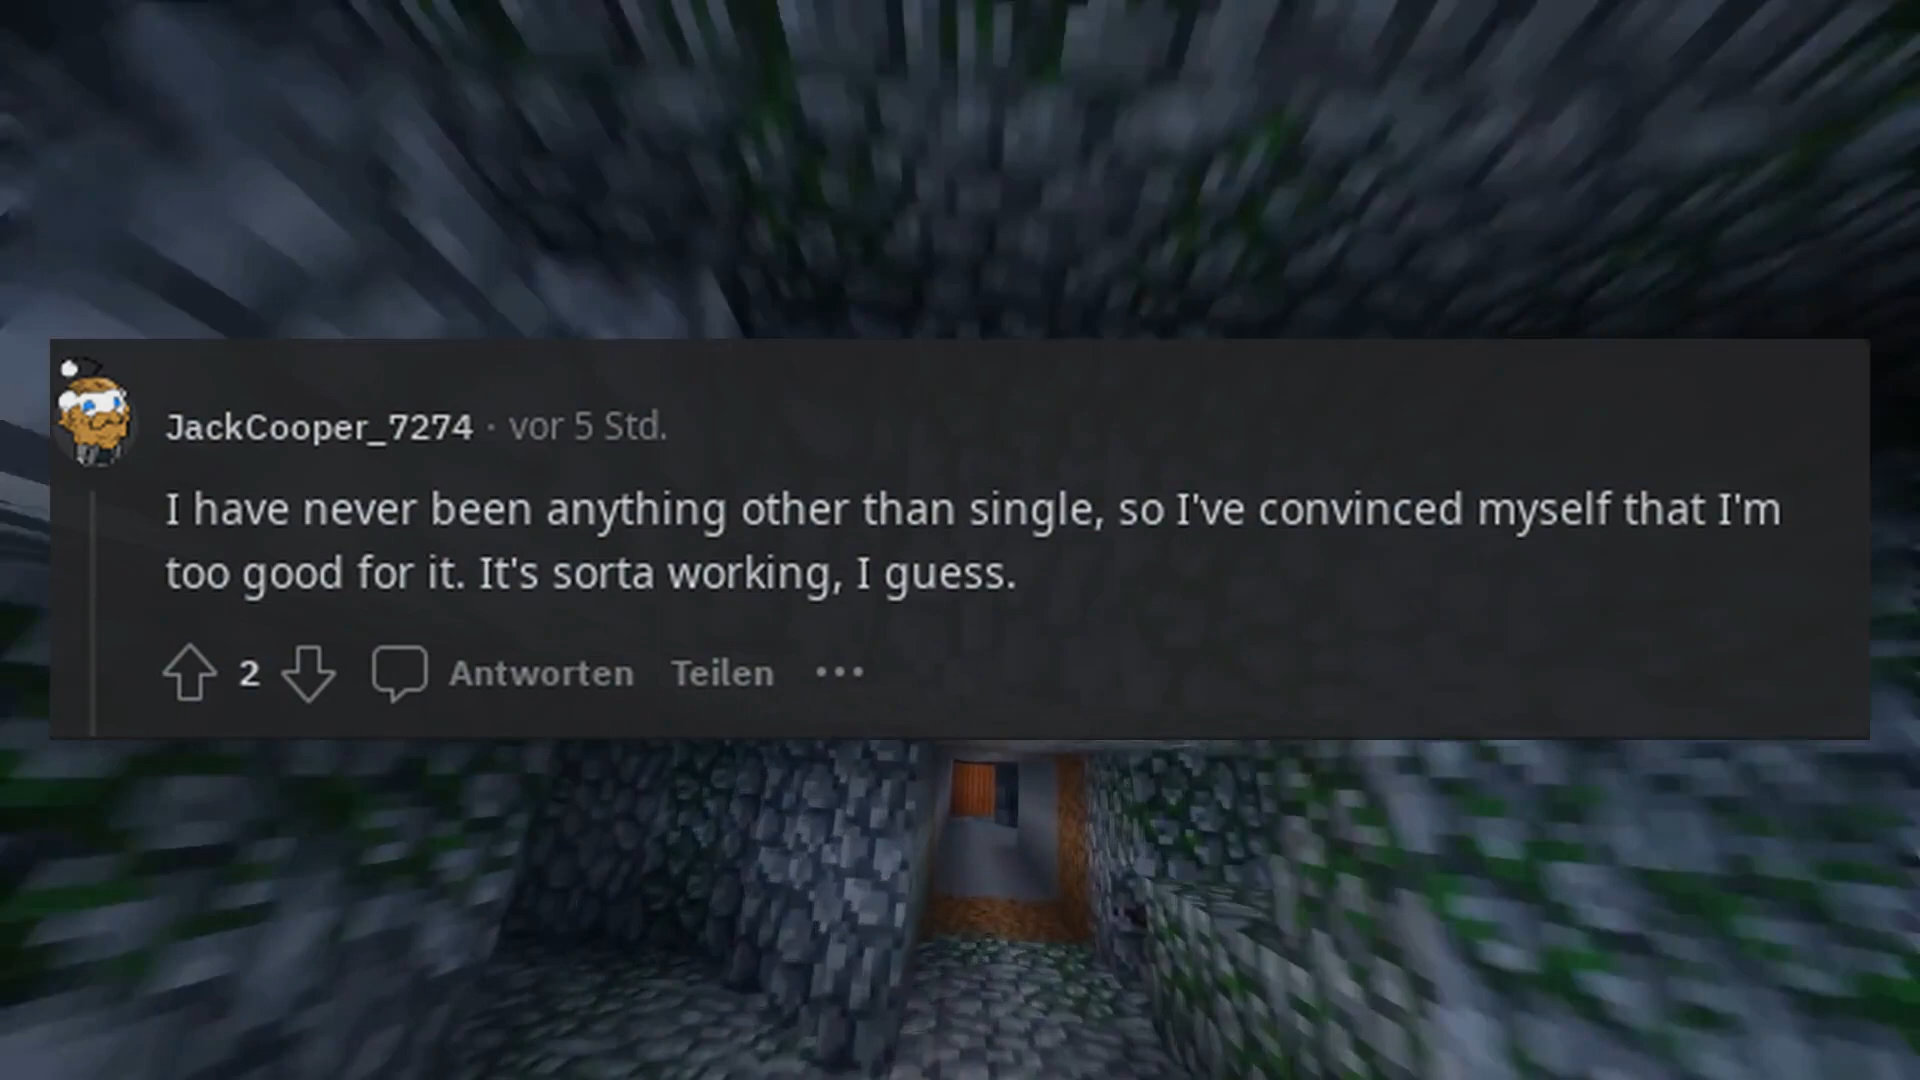 JackCooper_7274 · vor 5 Std.
I have never been anything other than single, so I've convinced myself that I'm
too good for it. It's sorta working, I guess.
2 Antworten Teilen ...